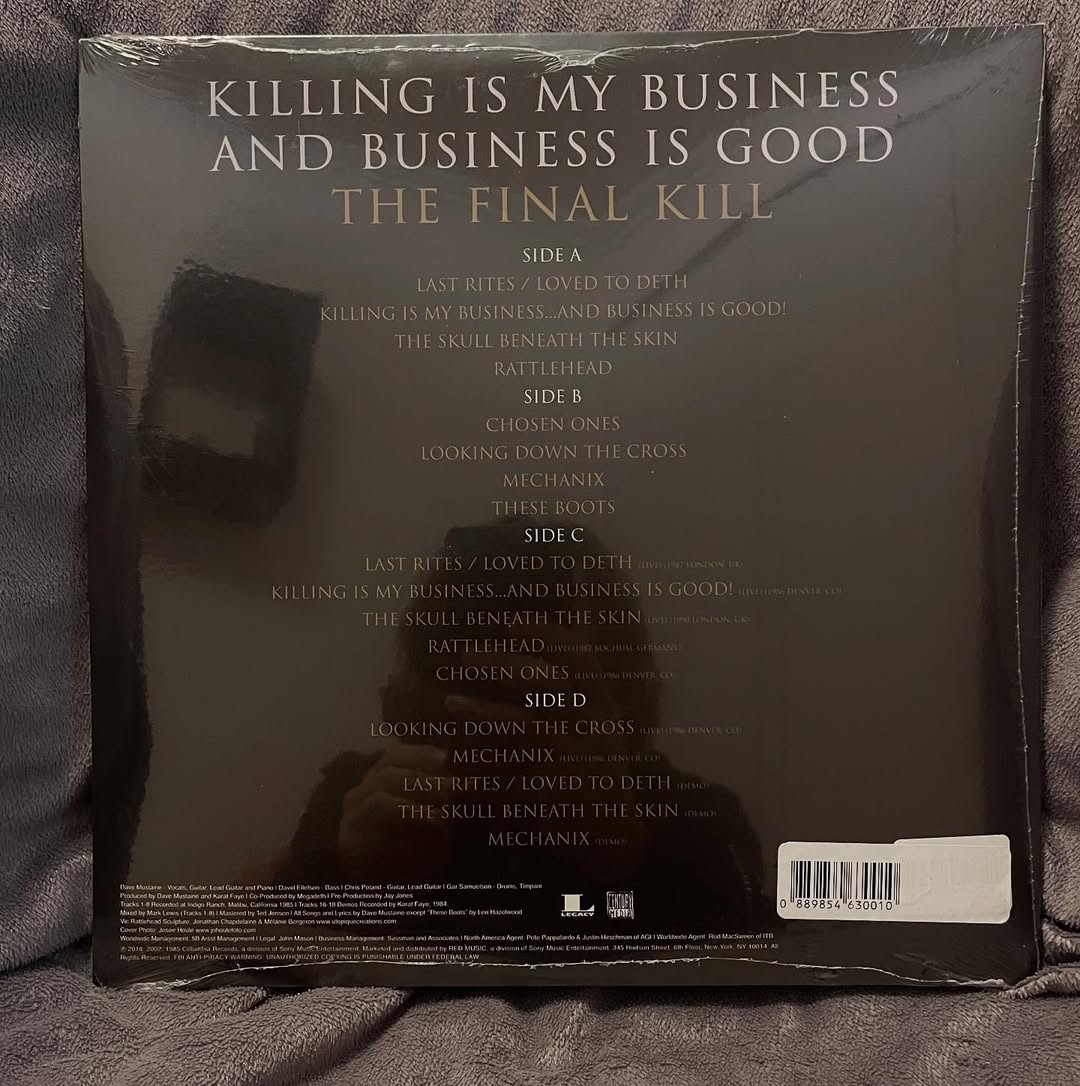 KILLING IS MY BUSINESS
AND BUSINESS IS GOOD
THE FINAL KILL
SIDE A
LAST RITES / LOVED TO DETH
KILLING IS MY BUSINESS...AND BUSINESS IS GOOD!
THE SKULL BENEATH THE SKIN
RATTLEHEAD
SIDE B
CHOSEN ONES
LOOKING DOWN THE CROSS
MECHANIX
THESE BOOTS
SIDE C
LAST RITES / LOVED TO DETH (LIVE) (1987 LONDON, UK)
KILLING IS MY BUSINESS...AND BUSINESS IS GOOD! (LIVE) (1986 DENVER, CO)
THE SKULL BENEATH THE SKIN (LIVE) (1990 LONDON, UK)
RATTLEHEAD (LIVE) (1987 BOCHUM, GERMANY)
CHOSEN ONES (LIVE) (1986 DENVER, CO)
SIDE D
LOOKING DOWN THE CROSS (LIVE) (1986 DENVER, CO)
MECHANIX (LIVE) (1986 DENVER, CO)
LAST RITES / LOVED TO DETH (DEMO)
THE SKULL BENEATH THE SKIN (DEMO)
MECHANIX (DEMO)
Dave Mustaine - Vocals, Guitar, Lead Guitar and Piano | David Ellefson - Bass | Chris Poland - Guitar, Lead Guitar | Gar Samuelson - Drums, Timpani
Produced by Dave Mustaine and Karat Faye | Co-Produced by Megadeth | Pre-Production by Jay Jones
Tracks 1-8 Recorded at Indigo Ranch, Malibu, California 1985 | Tracks 16-18 Demos Recorded by Karat Faye, 1984
Mixed by Mark Lewis (Tracks 1-8) | Mastered by Ted Jensen | All Songs and Lyrics by Dave Mustaine except "These Boots" by Lee Hazelwood
Vic Rattlehead Sculpture: Jonathan Chapdelaine & Mélanie Bergeron www.utopiquecreations.com
Cover Photo: Josée Houle www.johoulefoto.com
Worldwide Management: 5B Artist Management | Legal: John Mason | Business Management: Sussman and Associates | North America Agent: Pete Pappalardo & Justin Hirschman of AGI | Worldwide Agent: Rod MacSween of ITB
℗ 2018, 2002, 1985 Columbia Records, a division of Sony Music Entertainment. Marketed and distributed by RED MUSIC, a division of Sony Music Entertainment, 345 Hudson Street, 6th Floor, New York, NY 10014. All
Rights Reserved. FBI ANTI-PIRACY WARNING: UNAUTHORIZED COPYING IS PUNISHABLE UNDER FEDERAL LAW.
L
LEGACY
CENTURY
MEDIA
0 889854 630010